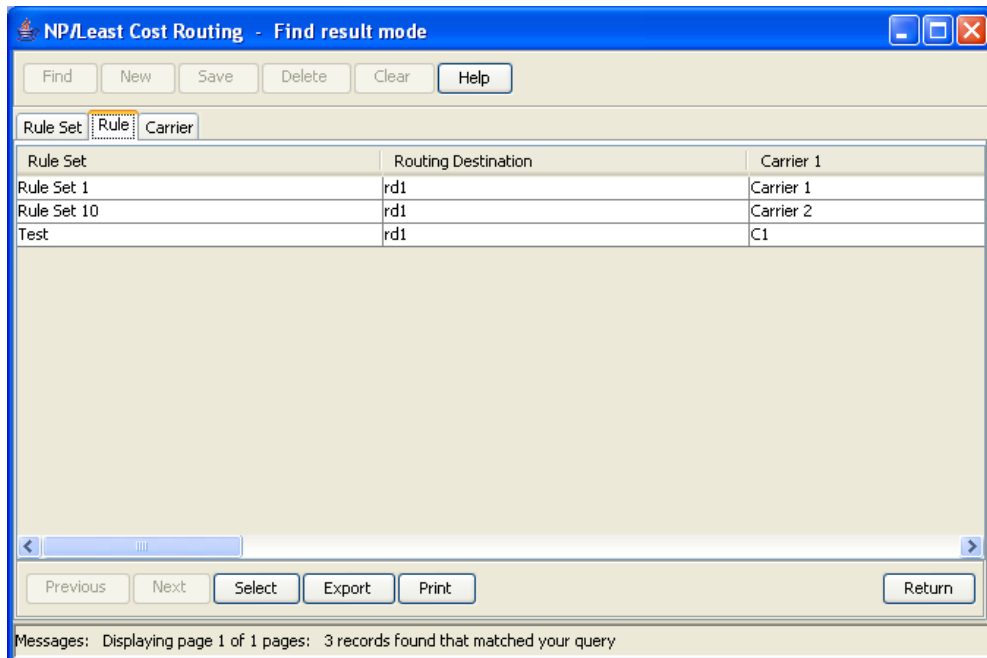 NP/Least Cost Routing - Find result mode
Find New Save Delete Clear Help
Rule Set Rule Carrier
Rule Set Routing Destination Carrier 1
Rule Set 1 rd1 Carrier 1
Rule Set 10 rd1 Carrier 2
Test rd1 C1
Previous Next Select Export Print Return
Messages: Displaying page 1 of 1 pages: 3 records found that matched your query